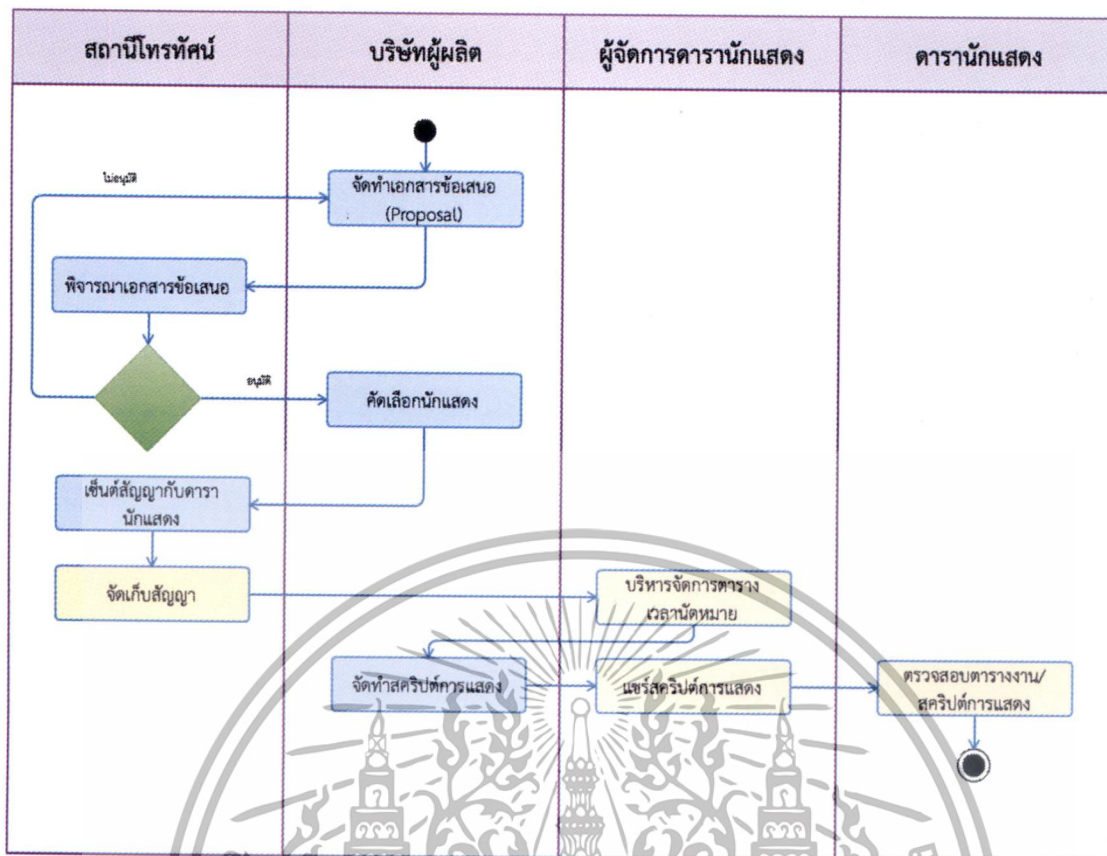 สถานีโทรทัศน์
บริษัทผู้ผลิต
ผู้จัดการดารานักแสดง
ดารานักแสดง
ไม่อนุมัติ
จัดทำเอกสารข้อเสนอ
(Proposal)
พิจารณาเอกสารข้อเสนอ
อนุมัติ
คัดเลือกนักแสดง
เซ็นต์สัญญากับดารา
นักแสดง
จัดเก็บสัญญา
บริหารจัดการตาราง
เวลานัดหมาย
จัดทำสคริปต์การแสดง
แชร์สคริปต์การแสดง
ตรวจสอบตารางงาน/
สคริปต์การแสดง